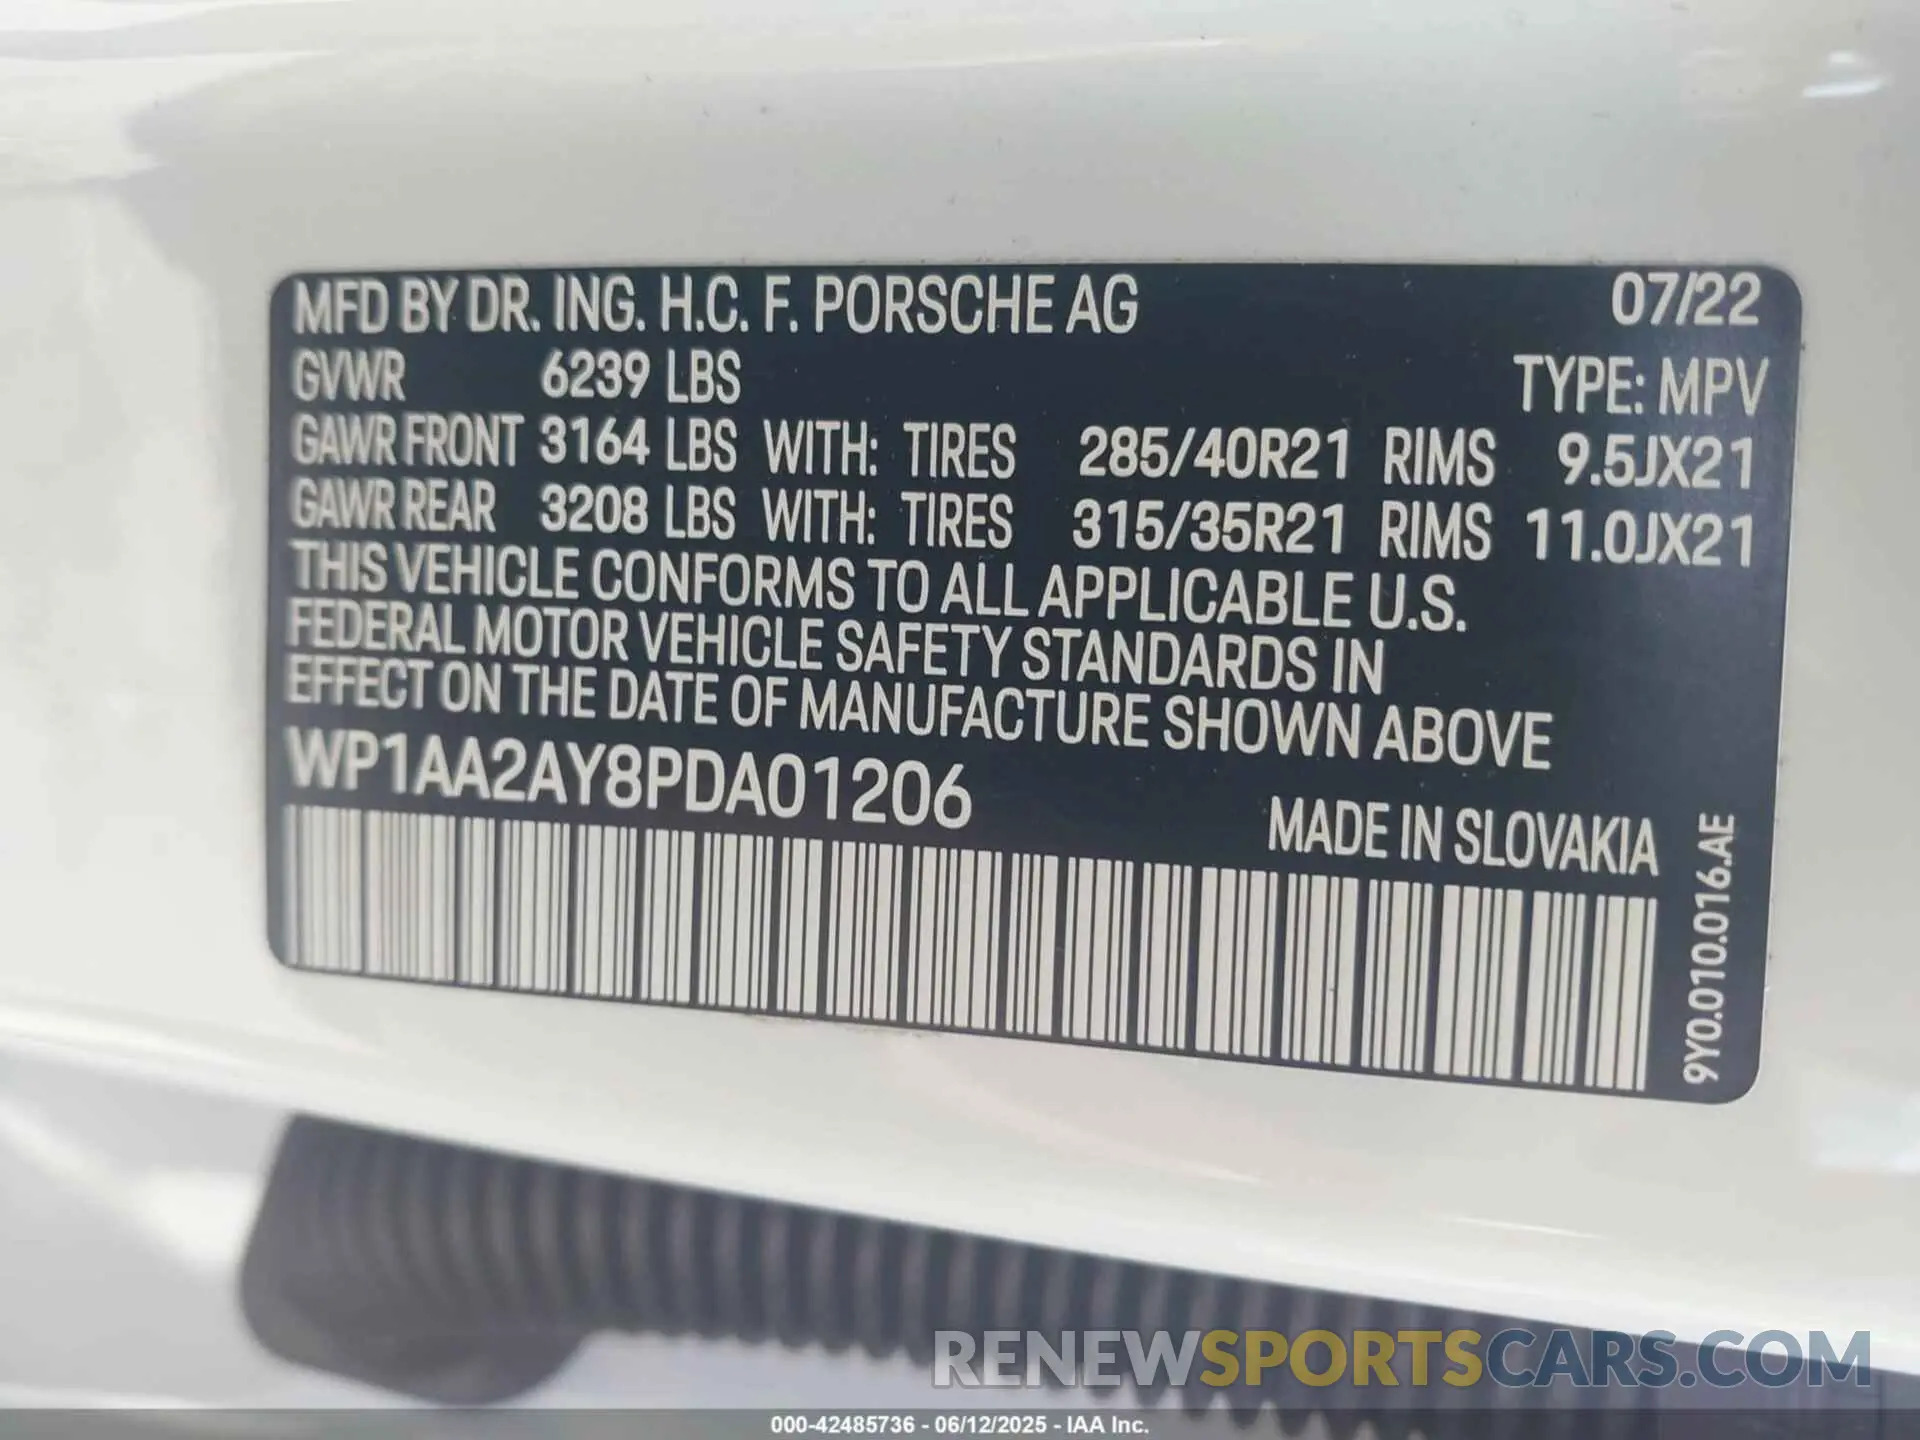 MFD BY DR. ING. H.C. F. PORSCHE AG 07/22
GVWR 6239 LBS TYPE: MPV
GAWR FRONT 3164 LBS WITH: TIRES 285/40R21 RIMS 9.5JX21
GAWR REAR 3208 LBS WITH: TIRES 315/35R21 RIMS 11.0JX21
THIS VEHICLE CONFORMS TO ALL APPLICABLE U.S.
FEDERAL MOTOR VEHICLE SAFETY STANDARDS IN
EFFECT ON THE DATE OF MANUFACTURE SHOWN ABOVE
WP1AA2AY8PDA01206
MADE IN SLOVAKIA
9Y0.010.016.AE
RENEWSPORTSCARS.COM
000-42485736 - 06/12/2025 - IAA Inc.